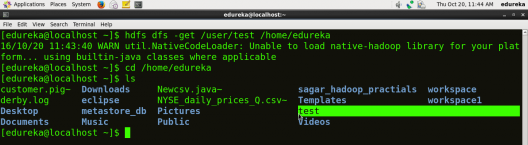 Applications Places System
Thu Oct 20, 11:44 AM edureka
edureka@localhost:~
File Edit View Search Terminal Help
[edureka@localhost ~]$ hdfs dfs -get /user/test /home/edureka
16/10/20 11:43:40 WARN util.NativeCodeLoader: Unable to load native-hadoop library for your plat
form... using builtin-java classes where applicable
[edureka@localhost ~]$ cd /home/edureka
[edureka@localhost ~]$ ls
customer.pig~ Downloads Newcsv.java~ sagar_hadoop_practials workspace
derby.log eclipse NYSE_daily_prices_Q.csv~ Templates workspace1
Desktop metastore_db Pictures test
Documents Music Public Videos
[edureka@localhost ~]$